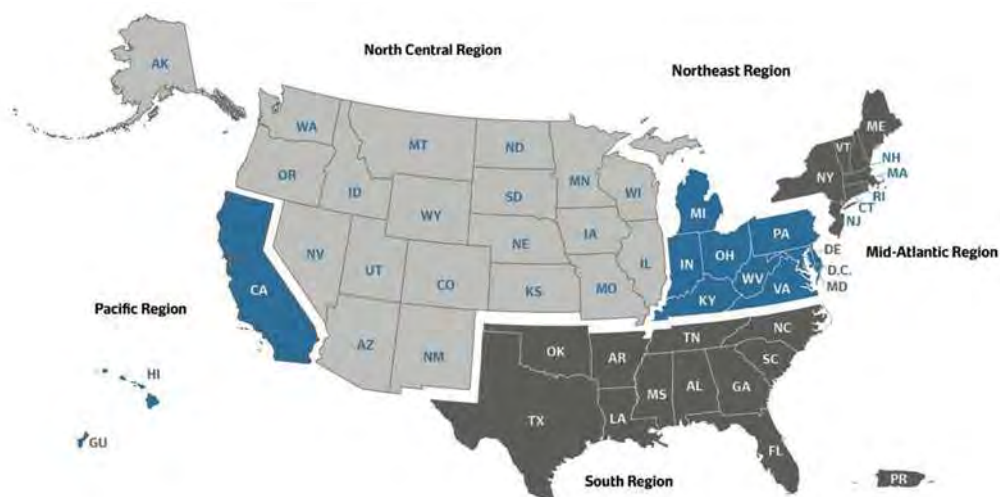 North Central Region
Northeast Region
AK
WA
MT
ND
MN
WI
ME
VT
NH
MA
NY
RI
CT
NJ
OR
ID
SD
WY
MI
IA
NE
PA
NV
UT
CO
IL
IN
OH
WV
DE
D.C.
MD
Mid-Atlantic Region
CA
KS
MO
KY
VA
Pacific Region
AZ
NM
OK
AR
TN
NC
SC
HI
TX
LA
MS
AL
GA
GU
FL
South Region
PR